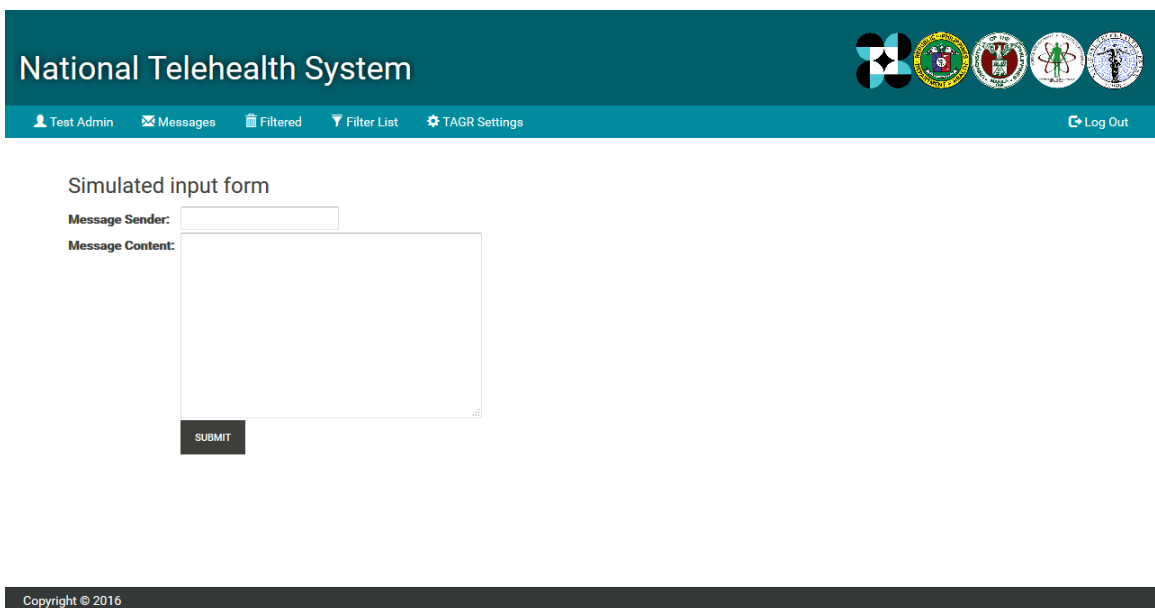 National Telehealth System
Test Admin Messages Filtered Filter List TAGR Settings Log Out
Simulated input form
Message Sender:
Message Content:
SUBMIT
Copyright © 2016